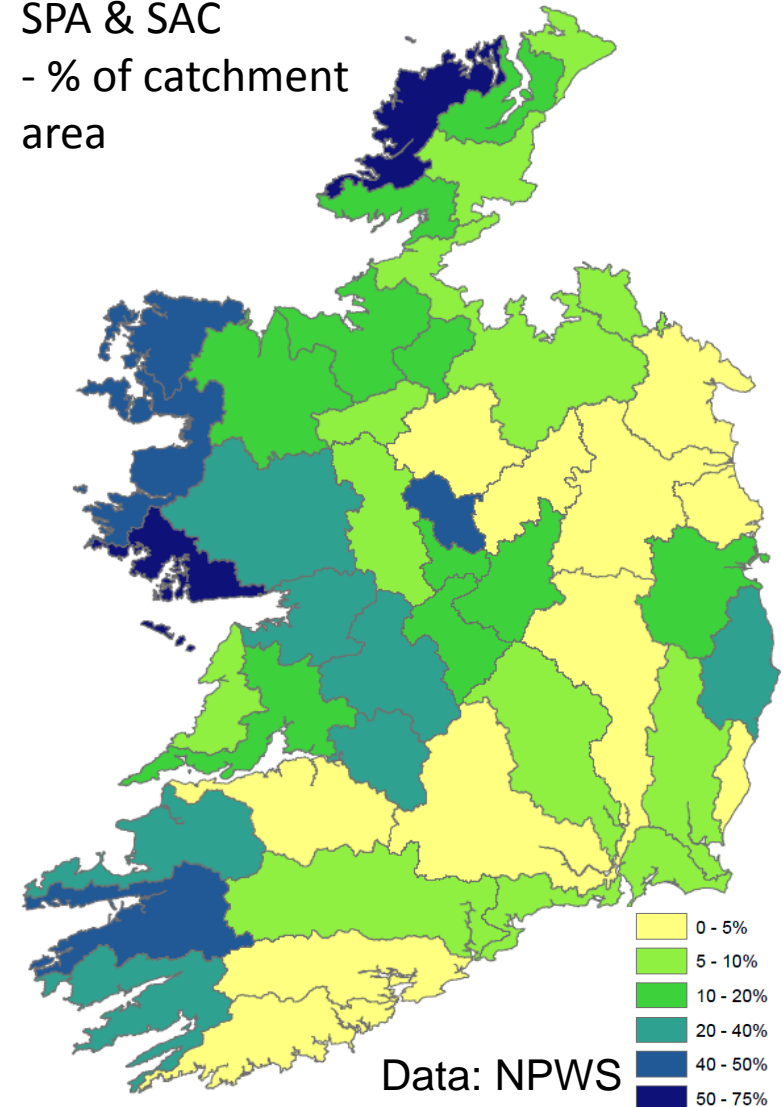 SPA & SAC
- % of catchment
area
0 - 5%
5 - 10%
10 - 20%
20 - 40%
40 - 50%
50 - 75%
Data: NPWS